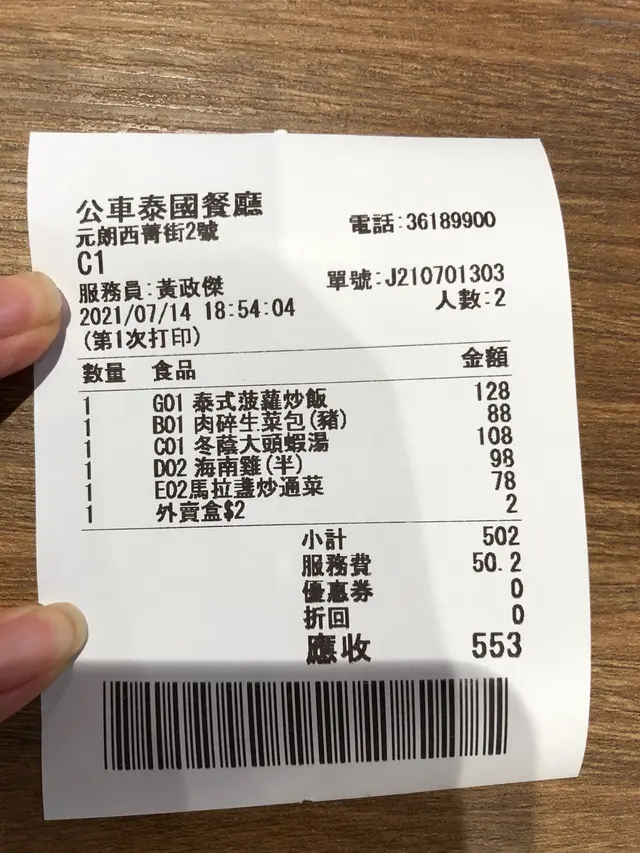 公車泰國餐廳
元朗西菁街2號 電話:36189900
C1
服務員:黃政傑 單號:J210701303
2021/07/14 18:54:04 人數:2
(第1次打印)
數量 食品 金額
1 G01 泰式菠蘿炒飯 128
1 B01 肉碎生菜包(豬) 88
1 C01 冬蔭大頭蝦湯 108
1 D02 海南雞(半) 98
1 E02馬拉盞炒通菜 78
1 外賣盒$2 2
小計 502
服務費 50.2
優惠券 0
折回 0
應收 553